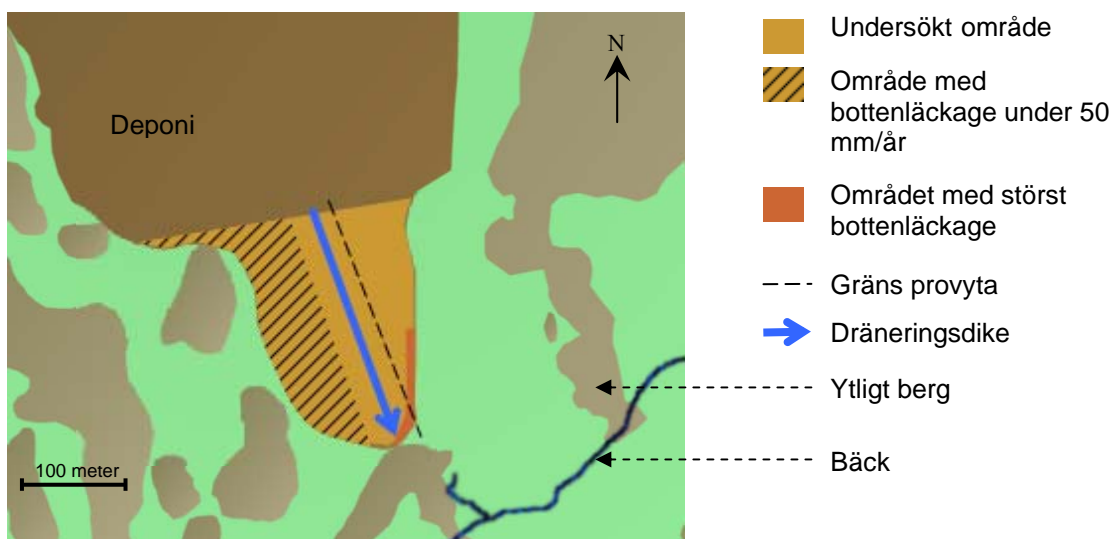 N
Deponi
100 meter
Undersökt område
Område med
bottenläckage under 50
mm/år
Området med störst
bottenläckage
Gräns provyta
Dräneringsdike
Ytligt berg
Bäck